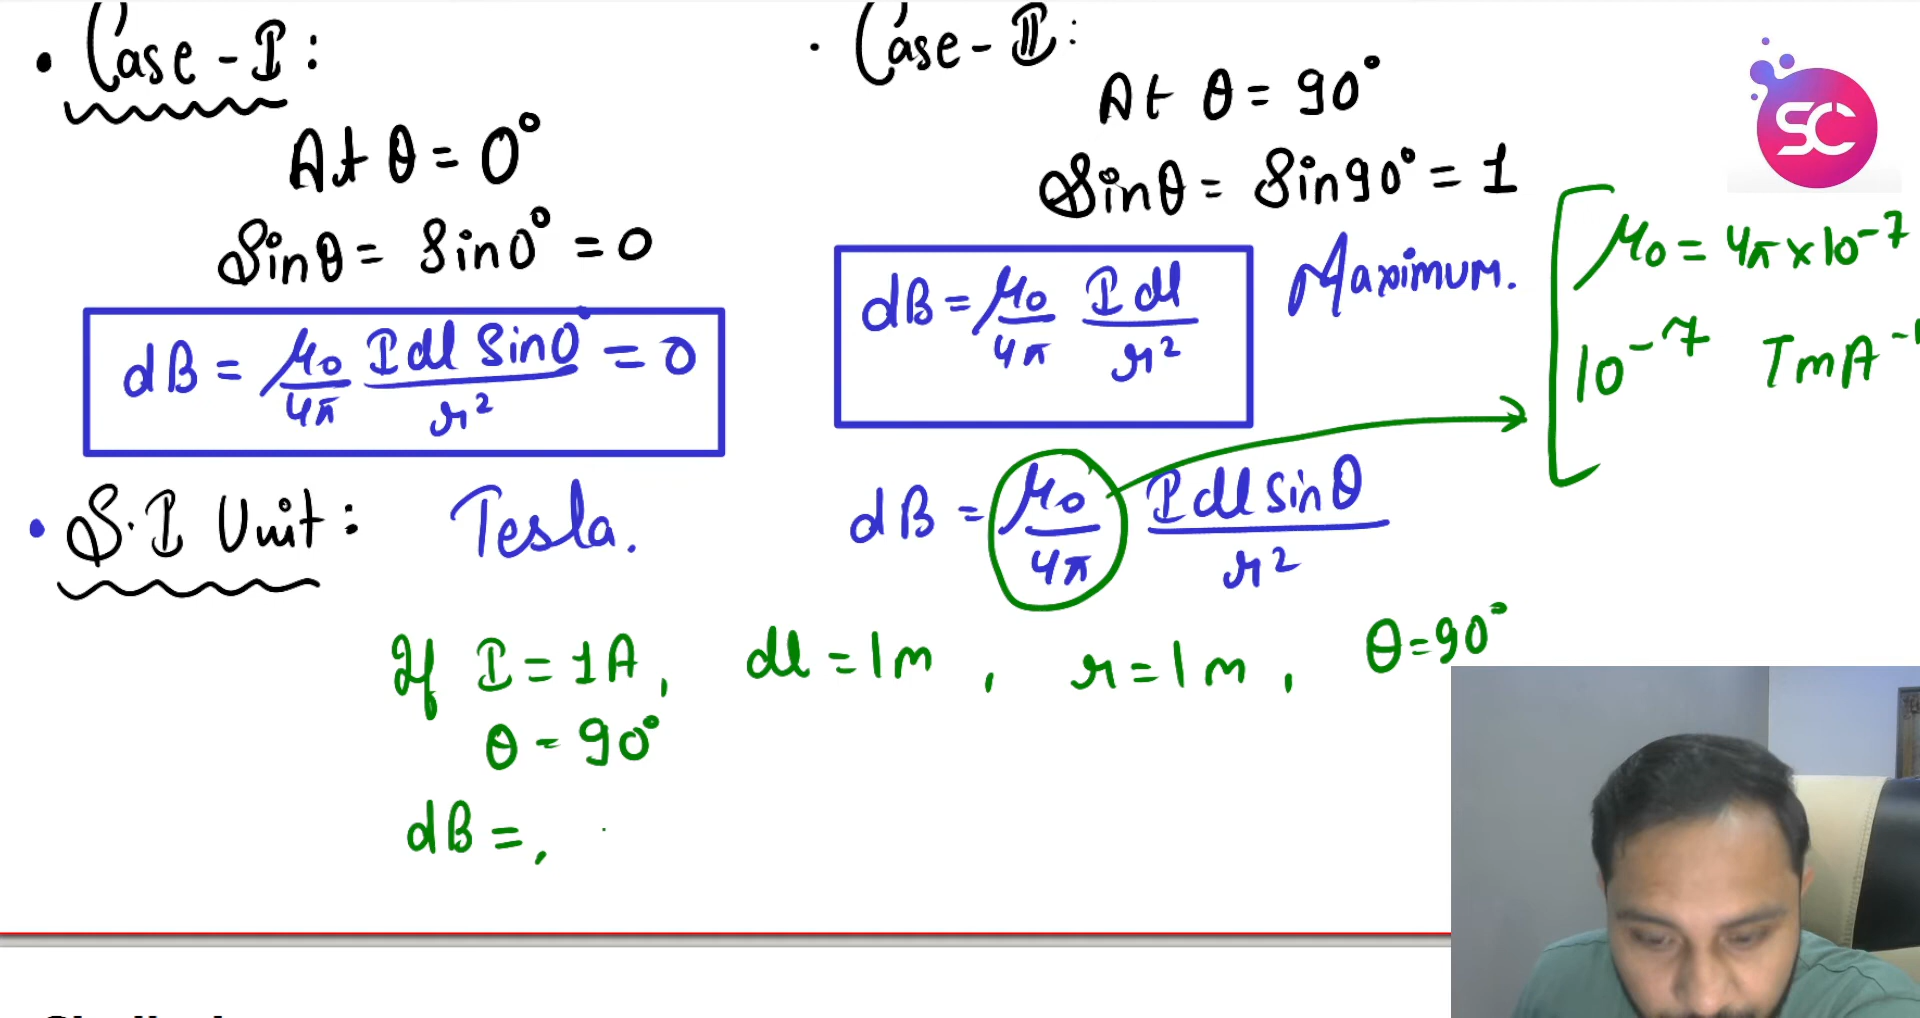 • Case - I :
At θ = 0°
Sinθ = Sin0° = 0
dB = μ₀/4π Idl Sin0°/r² = 0
• S.I Unit : Tesla.
• Case - II :
At θ = 90°
Sinθ = Sin90° = 1
dB = μ₀/4π Idl/r² Maximum.
dB = μ₀/4π Idl sinθ/r²
μ₀ = 4π × 10⁻⁷
10⁻⁷ TmA⁻¹
If I = 1A, dl = 1m, r = 1m, θ = 90°
θ = 90°
dB =
SC